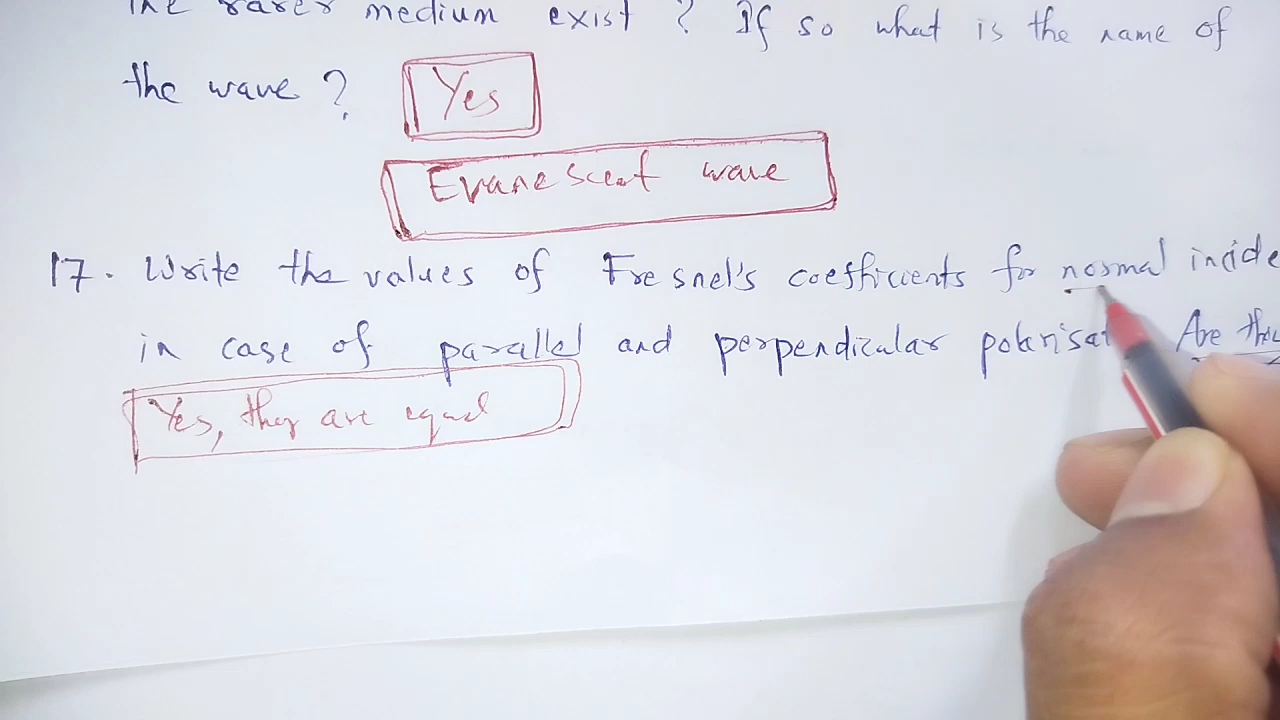 the rarer medium exist ? If so what is the name of
the wave ? Yes
Evanescent wave
17. Write the values of Fresnel's coefficients for normal incide
in case of parallel and perpendicular polarisat Are the
Yes, they are equal